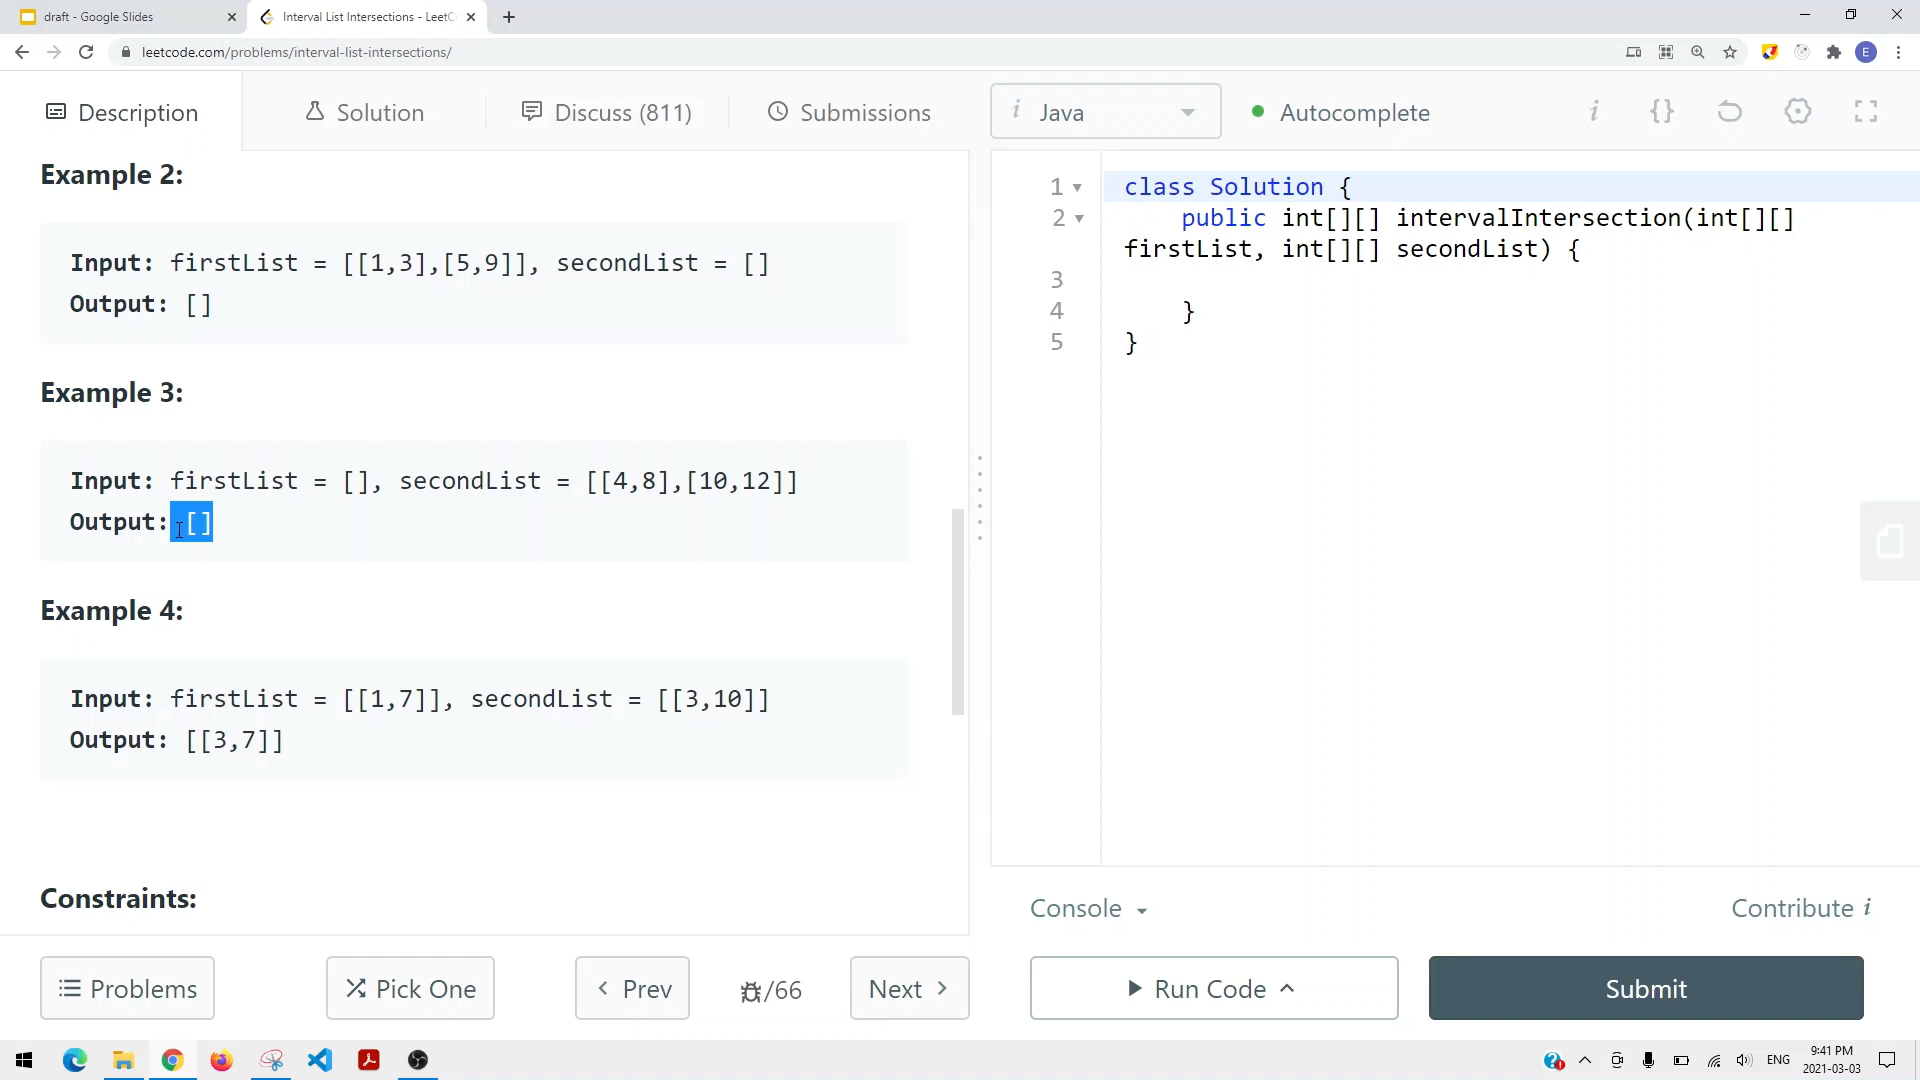 draft - Google Slides
Interval List Intersections - LeetC
leetcode.com/problems/interval-list-intersections/
E
Description
Solution
Discuss (811)
Submissions
i Java
Autocomplete
i {}
Example 2:
Input: firstList = [[1,3],[5,9]], secondList = []
Output: []
Example 3:
Input: firstList = [], secondList = [[4,8],[10,12]]
Output: []
Example 4:
Input: firstList = [[1,7]], secondList = [[3,10]]
Output: [[3,7]]
Constraints:
1 class Solution {
2 public int[][] intervalIntersection(int[][]
firstList, int[][] secondList) {
3
4 }
5 }
Console
Contribute i
Problems
Pick One
Prev
/66
Next
Run Code
Submit
ENG
9:41 PM
2021-03-03